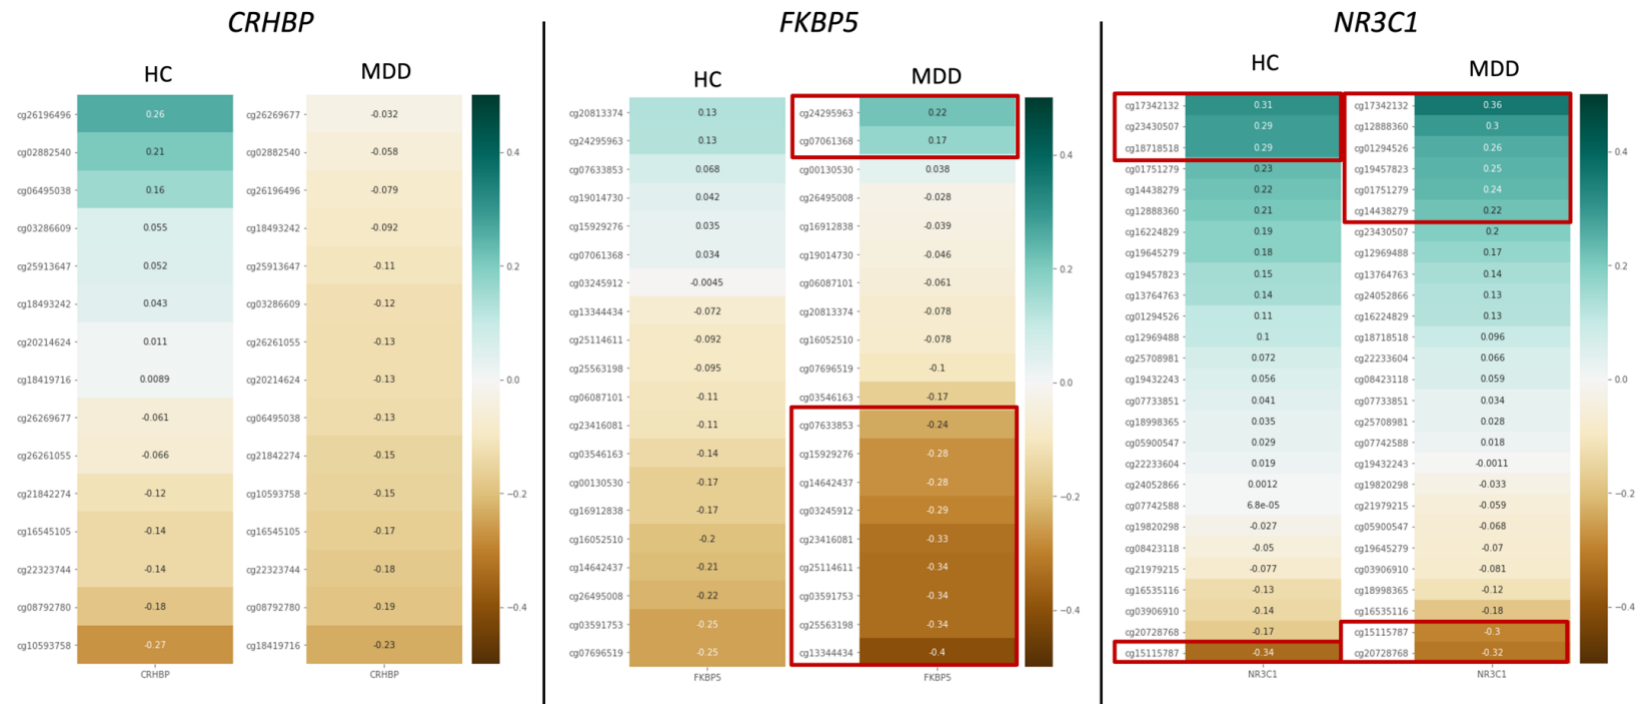 CRHBP FKBP5 NR3C1
HC MDD HC MDD HC MDD
CRHBP
HC
cg26196496 0.26
cg02882540 0.21
cg06495038 0.16
cg03286609 0.055
cg25913647 0.052
cg18493242 0.043
cg20214624 0.011
cg18419716 0.0089
cg26269677 -0.061
cg26261055 -0.066
cg21842274 -0.12
cg16545105 -0.14
cg22323744 -0.14
cg08792780 -0.18
cg10593758 -0.27
CRHBP
MDD
cg26269677 -0.032
cg02882540 -0.058
cg26196496 -0.079
cg18493242 -0.092
cg25913647 -0.11
cg03286609 -0.12
cg26261055 -0.13
cg20214624 -0.13
cg06495038 -0.13
cg21842274 -0.15
cg10593758 -0.15
cg16545105 -0.17
cg22323744 -0.18
cg08792780 -0.19
cg18419716 -0.23
CRHBP
0.4
0.2
0.0
−0.2
−0.4
FKBP5
HC
cg20813374 0.13
cg24295963 0.13
cg07633853 0.068
cg19014730 0.042
cg15929276 0.035
cg07061368 0.034
cg03245912 -0.0045
cg13344434 -0.072
cg25114611 -0.092
cg25563198 -0.095
cg06087101 -0.11
cg23416081 -0.11
cg03546163 -0.14
cg00130530 -0.17
cg16912838 -0.17
cg16052510 -0.2
cg14642437 -0.21
cg26495008 -0.22
cg03591753 -0.25
cg07696519 -0.25
FKBP5
MDD
cg24295963 0.22
cg07061368 0.17
cg00130530 0.038
cg26495008 -0.028
cg16912838 -0.039
cg19014730 -0.046
cg06087101 -0.061
cg20813374 -0.078
cg16052510 -0.078
cg07696519 -0.1
cg03546163 -0.17
cg07633853 -0.24
cg15929276 -0.28
cg14642437 -0.28
cg03245912 -0.29
cg23416081 -0.33
cg25114611 -0.34
cg03591753 -0.34
cg25563198 -0.34
cg13344434 -0.4
FKBP5
0.4
0.2
0.0
−0.2
−0.4
NR3C1
HC
cg17342132 0.31
cg23430507 0.29
cg18718518 0.29
cg01751279 0.23
cg14438279 0.22
cg12888360 0.21
cg16224829 0.19
cg19645279 0.18
cg19457823 0.15
cg13764763 0.14
cg01294526 0.11
cg12969488 0.1
cg25708981 0.072
cg19432243 0.056
cg07733851 0.041
cg18998365 0.035
cg05900547 0.029
cg22233604 0.019
cg24052866 0.0012
cg07742588 6.8e-05
cg19820298 -0.027
cg08423118 -0.05
cg21979215 -0.077
cg16535116 -0.13
cg03906910 -0.14
cg20728768 -0.17
cg15115787 -0.34
NR3C1
MDD
cg17342132 0.36
cg12888360 0.3
cg01294526 0.26
cg19457823 0.25
cg01751279 0.24
cg14438279 0.22
cg23430507 0.2
cg12969488 0.17
cg13764763 0.14
cg24052866 0.13
cg16224829 0.13
cg18718518 0.096
cg22233604 0.066
cg08423118 0.059
cg07733851 0.034
cg25708981 0.028
cg07742588 0.018
cg19432243 -0.0011
cg19820298 -0.033
cg21979215 -0.059
cg05900547 -0.068
cg19645279 -0.07
cg03906910 -0.081
cg18998365 -0.12
cg16535116 -0.18
cg15115787 -0.3
cg20728768 -0.32
NR3C1
0.4
0.2
0.0
−0.2
−0.4